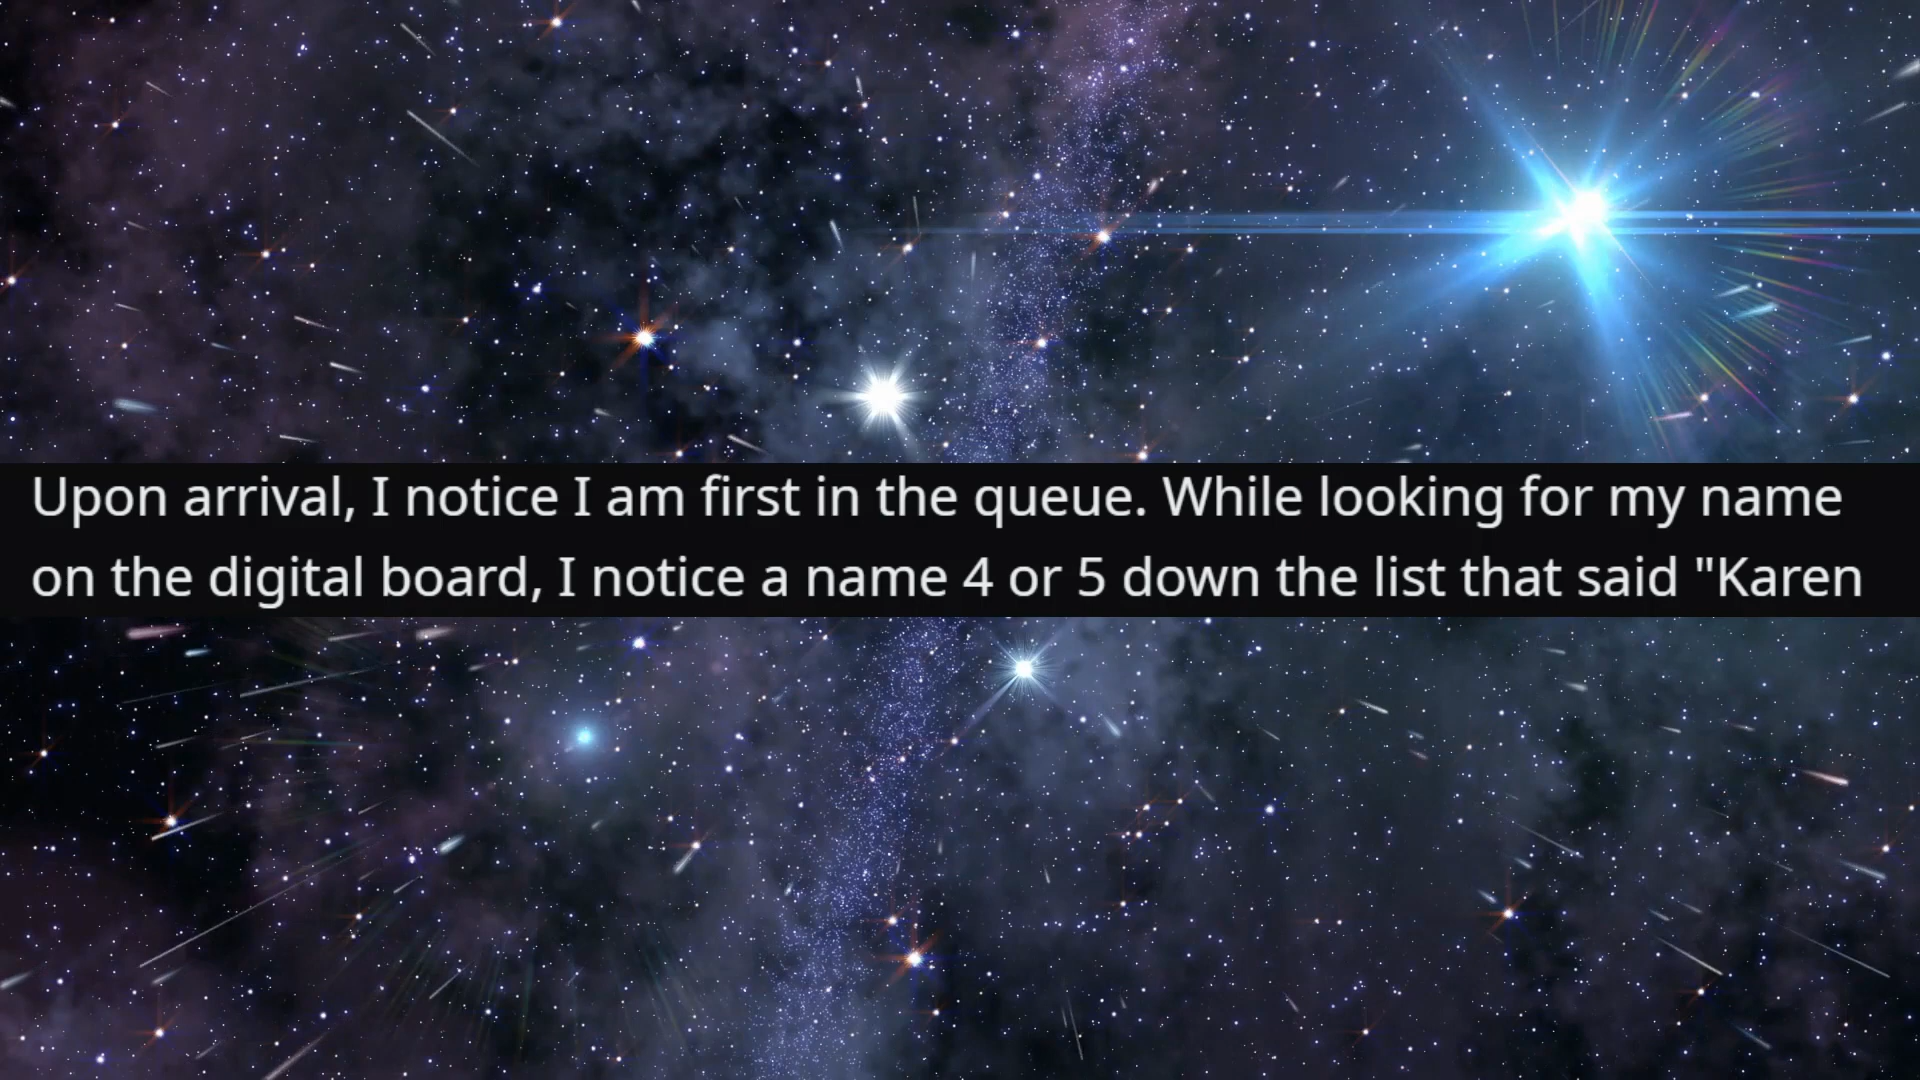 Upon arrival, I notice I am first in the queue. While looking for my name
on the digital board, I notice a name 4 or 5 down the list that said "Karen